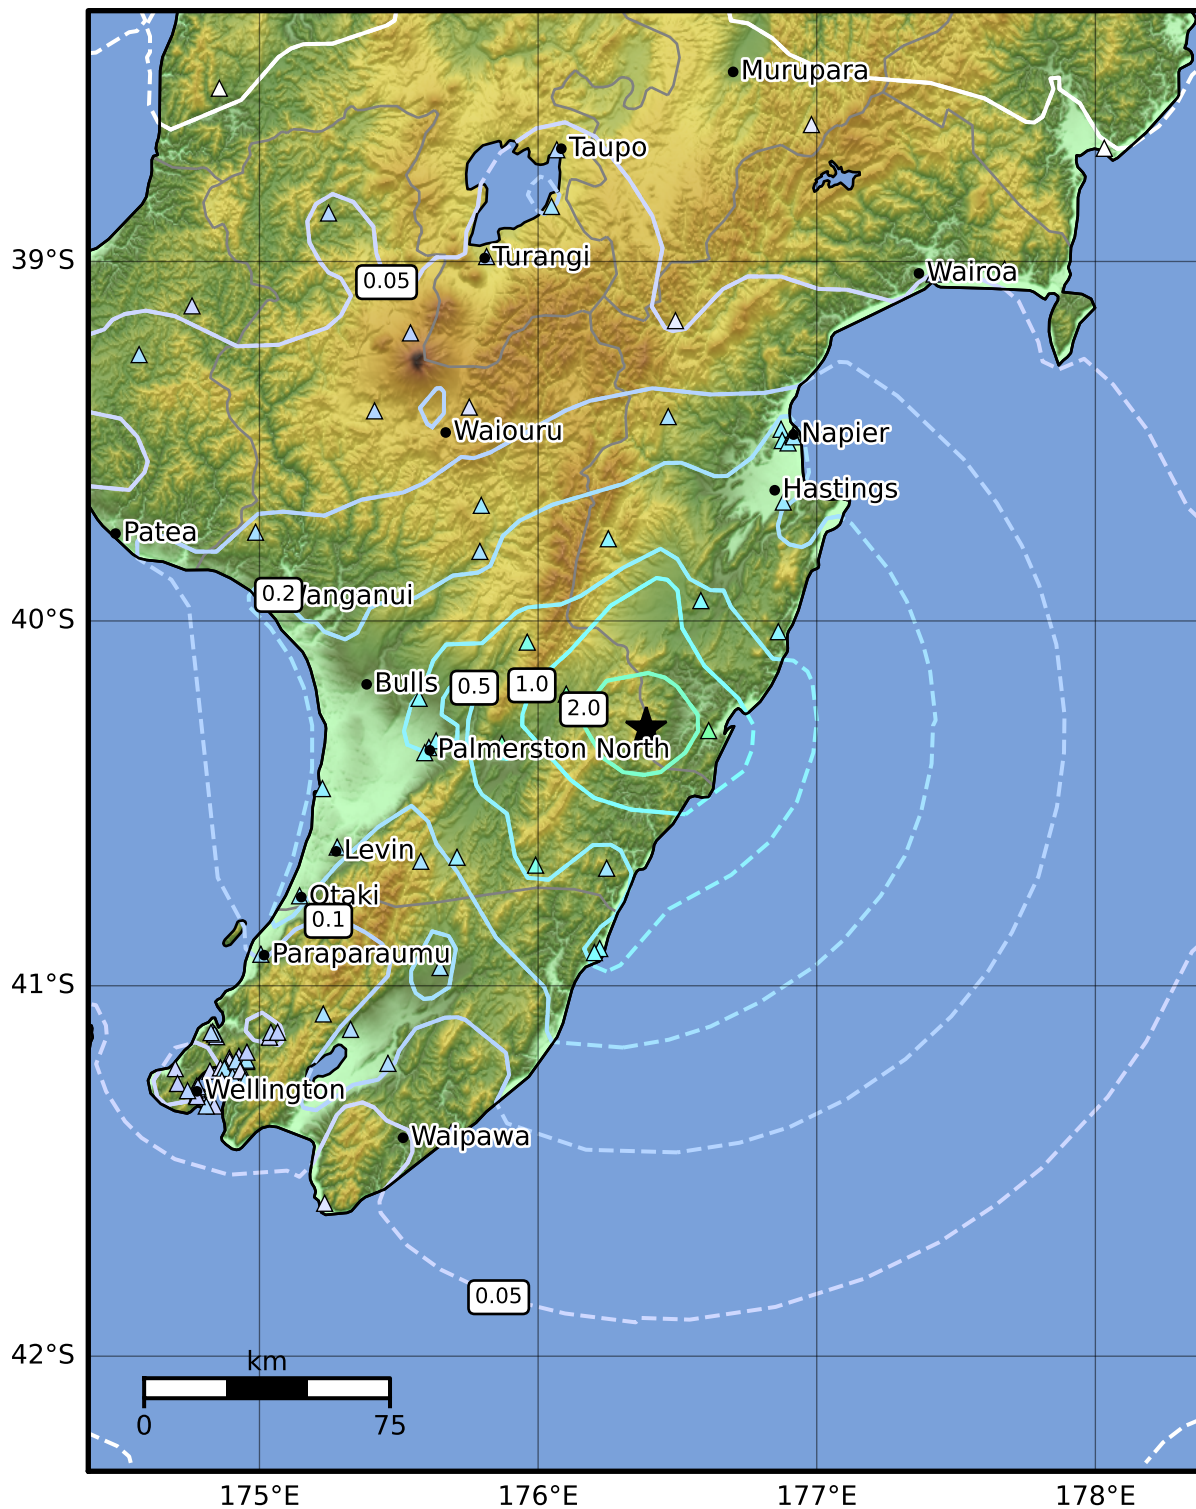 Murupara
Taupo
39°S
Turangi
Wairoa
0.05
Waiouru
Napier
Hastings
Patea
0.2
anganui
40°S
Bulls
0.5
1.0
2.0
Palmerston North
Levin
Otaki
0.1
Paraparaumu
41°S
Wellington
Waipawa
0.05
42°S
km
0
75
175°E
176°E
177°E
178°E